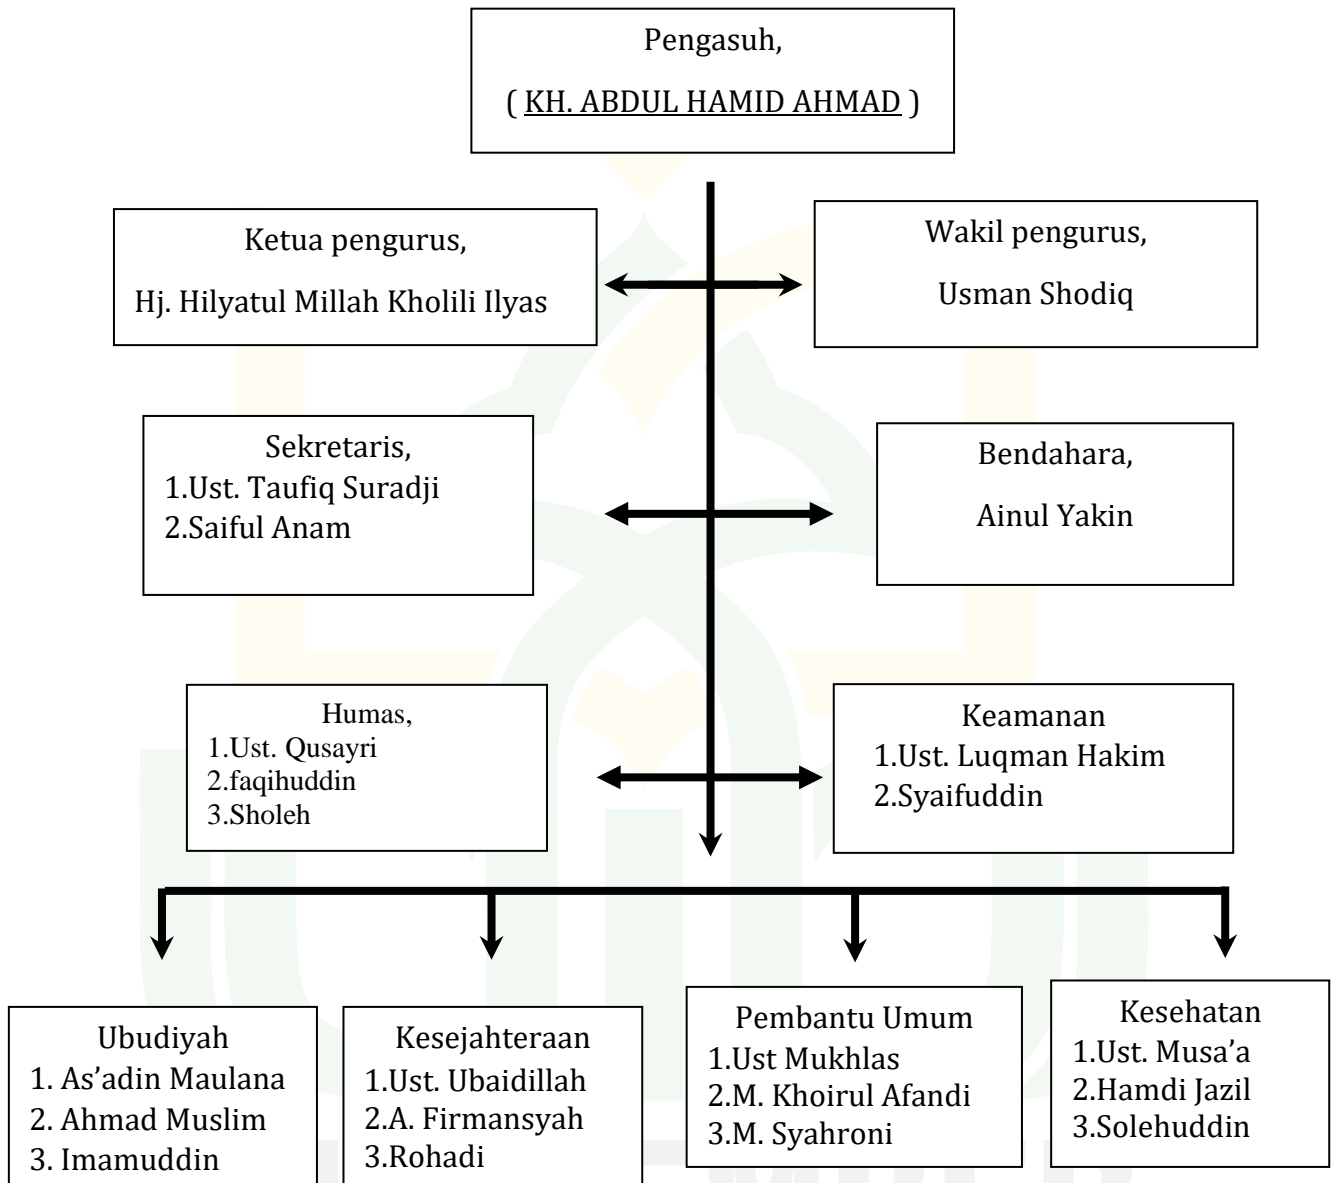 Pengasuh,
( KH. ABDUL HAMID AHMAD )
Ketua pengurus,
Hj. Hilyatul Millah Kholili Ilyas
Wakil pengurus,
Usman Shodiq
Sekretaris,
1.Ust. Taufiq Suradji
2.Saiful Anam
Bendahara,
Ainul Yakin
Humas,
1.Ust. Qusayri
2.faqihuddin
3.Sholeh
Keamanan
1.Ust. Luqman Hakim
2.Syaifuddin
Ubudiyah
1. As’adin Maulana
2. Ahmad Muslim
3. Imamuddin
Kesejahteraan
1.Ust. Ubaidillah
2.A. Firmansyah
3.Rohadi
Pembantu Umum
1.Ust Mukhlas
2.M. Khoirul Afandi
3.M. Syahroni
Kesehatan
1.Ust. Musa’a
2.Hamdi Jazil
3.Solehuddin